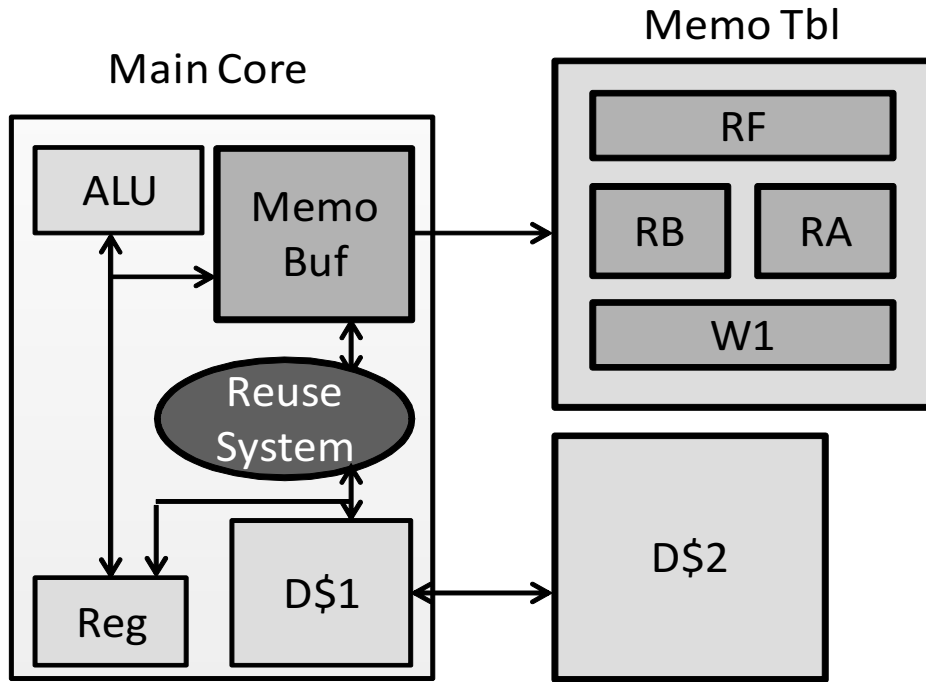 Main Core
ALU
Memo
Buf
Reuse
System
Reg
D$1
Memo Tbl
RF
RB
RA
W1
D$2